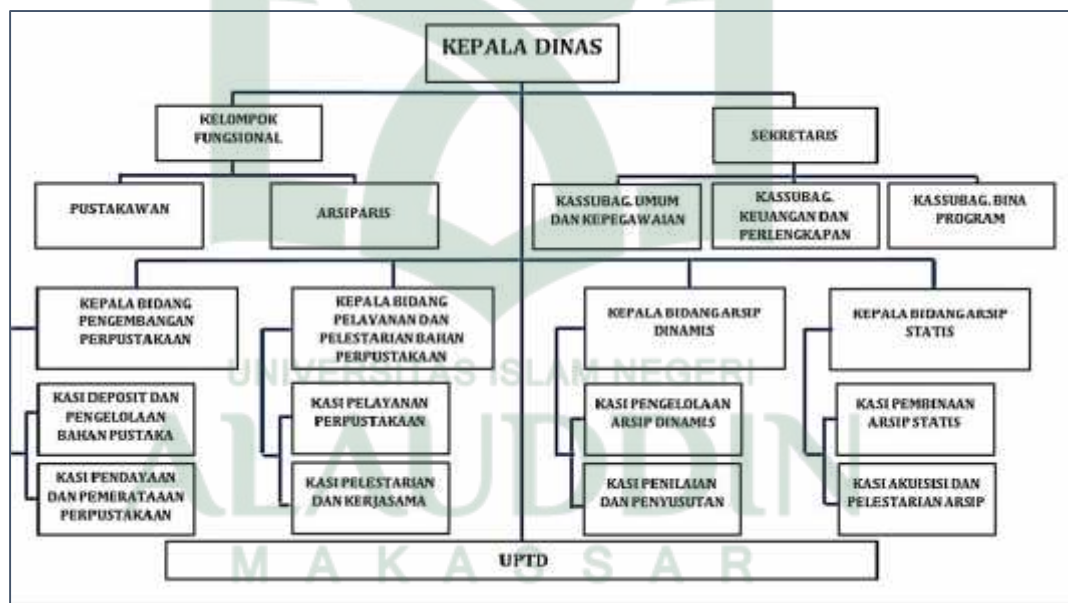 KEPALA DINAS
KELOMPOK
FUNGSIONAL
SEKRETARIS
PUSTAKAWAN
ARSIPARIS
KASSUBAG. UMUM
DAN KEPEGAWAIAN
KASSUBAG.
KEUANGAN DAN
PERLENGKAPAN
KASSUBAG. BINA
PROGRAM
KEPALA BIDANG
PENGEMBANGAN
PERPUSTAKAAN
KEPALA BIDANG
PELAYANAN DAN
PELESTARIAN BAHAN
PERPUSTAKAAN
KEPALA BIDANG ARSIP
DINAMIS
KEPALA BIDANG ARSIP
STATIS
UNIVERSITAS ISLAM NEGERI
KASI DEPOSIT DAN
PENGELOLAAN
BAHAN PUSTAKA
KASI PELAYANAN
PERPUSTAKAAN
KASI PENGELOLAAN
ARSIP DINAMIS
KASI PEMBINAAN
ARSIP STATIS
ALAUDDIN
KASI PENDAYAAN
DAN PEMERATAAAN
PERPUSTAKAAN
KASI PELESTARIAN
DAN KERJASAMA
KASI PENILAIAN
DAN PENYUSUTAN
KASI AKUISISI DAN
PELESTARIAN ARSIP
UPTD
MAKASSAR